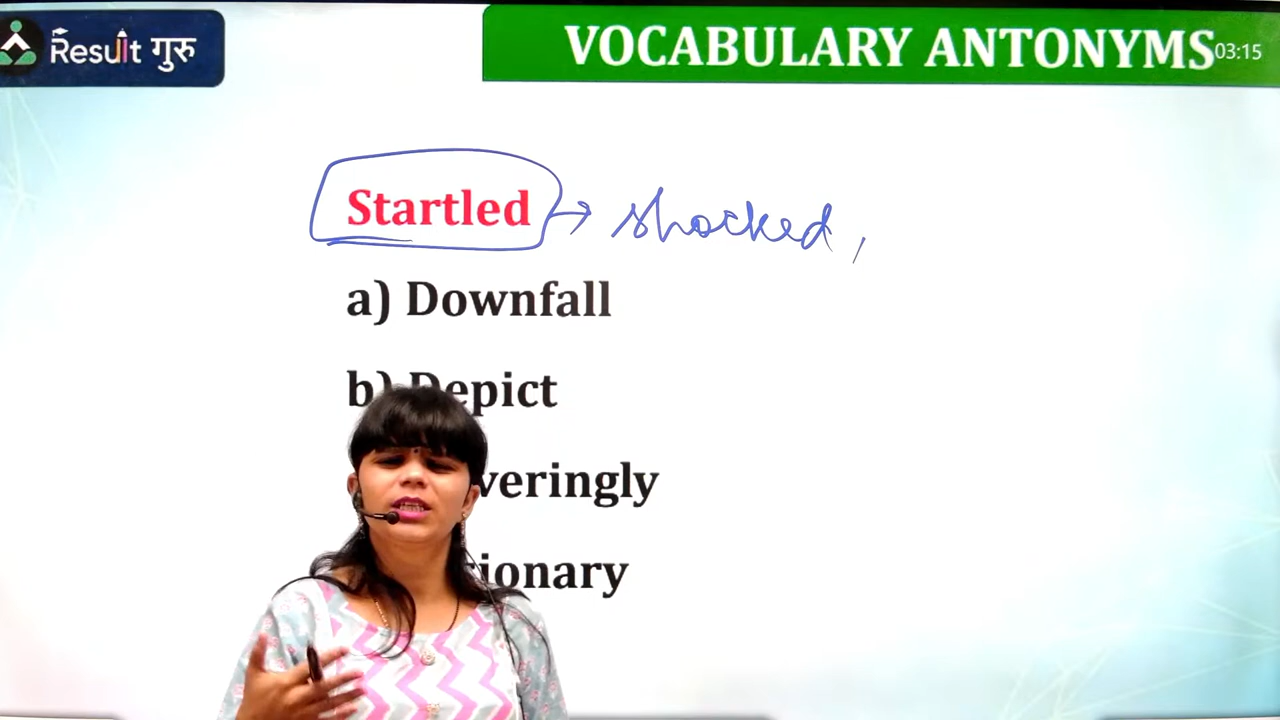 Result गुरु
VOCABULARY ANTONYMS
03:15
Startled → shocked,
a) Downfall
b) Depict
veringly
ionary